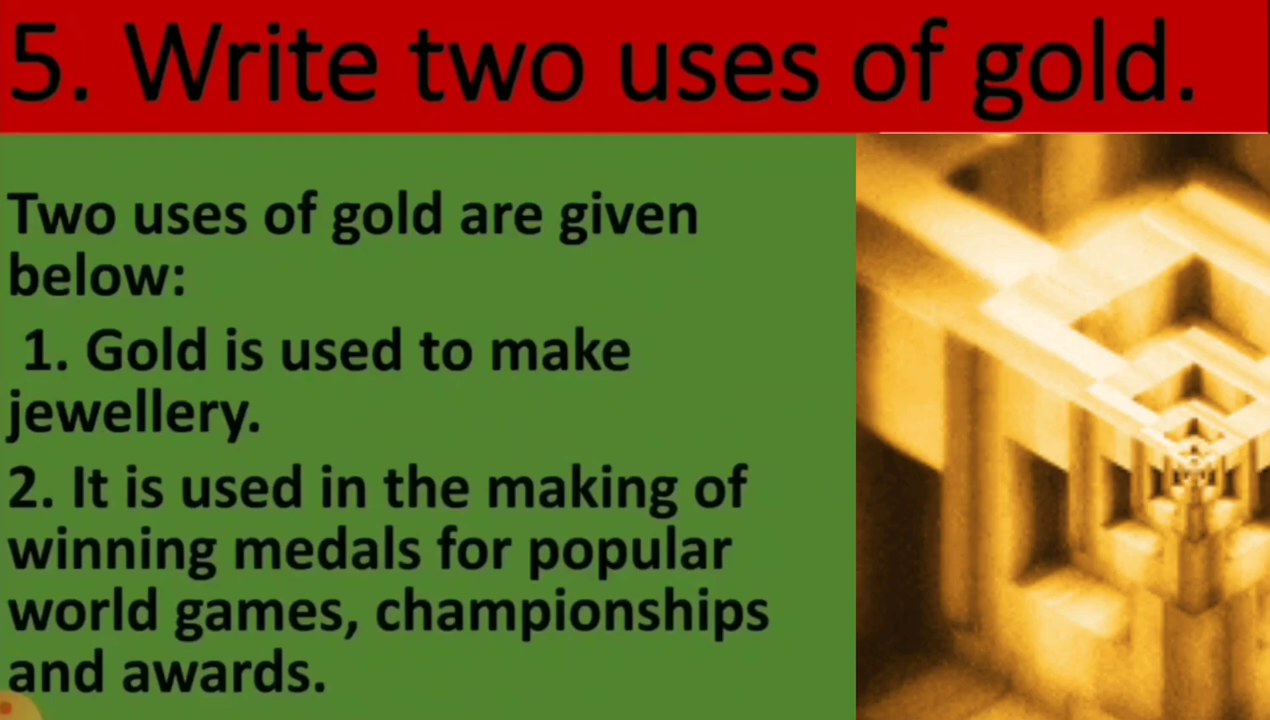 5. Write two uses of gold.
Two uses of gold are given
below:
1. Gold is used to make
jewellery.
2. It is used in the making of
winning medals for popular
world games, championships
and awards.